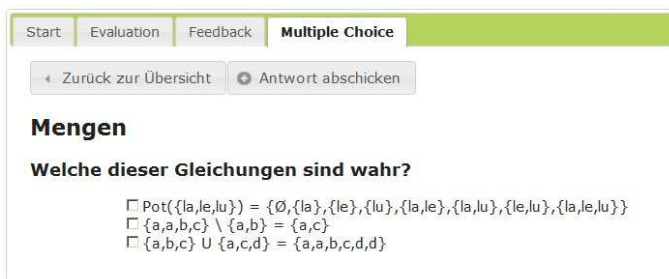 Start Evaluation Feedback Multiple Choice
Zurück zur Übersicht Antwort abschicken
Mengen
Welche dieser Gleichungen sind wahr?
Pot({la,le,lu}) = {Ø,{la},{le},{lu},{la,le},{la,lu},{le,lu},{la,le,lu}}
{a,a,b,c} \ {a,b} = {a,c}
{a,b,c} U {a,c,d} = {a,a,b,c,d,d}